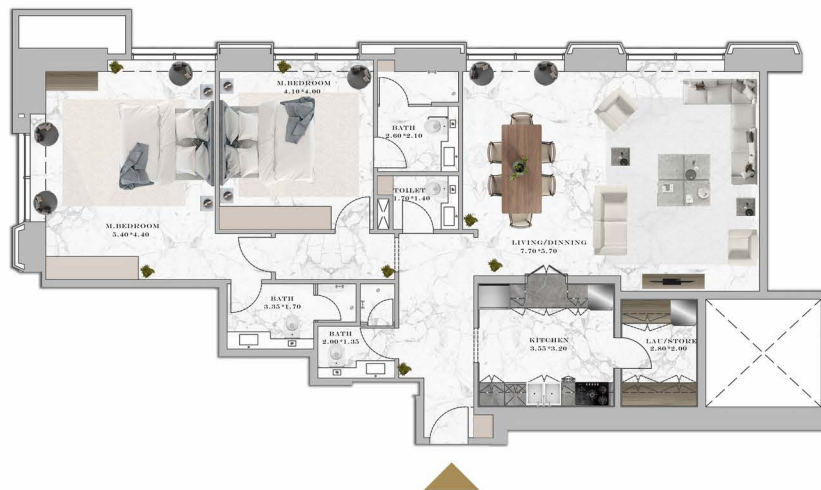 M.BEDROOM
4.10*4.00
BATH
2.60*2.10
TOILET
1.70*1.40
M.BEDROOM
5.40*4.40
LIVING/DINNING
7.70*5.70
BATH
3.35*1.70
BATH
2.00*1.35
KITCHEN
3.55*3.20
LAU/STORE
2.80*2.00